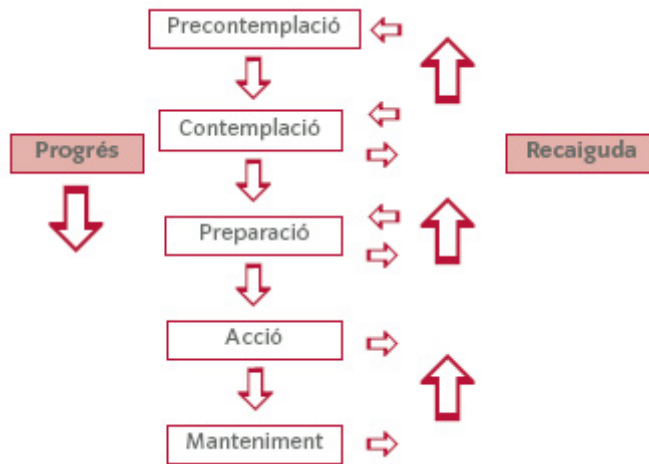 Precontemplació
Contemplació
Progrés
Recaiguda
Preparació
Acció
Manteniment